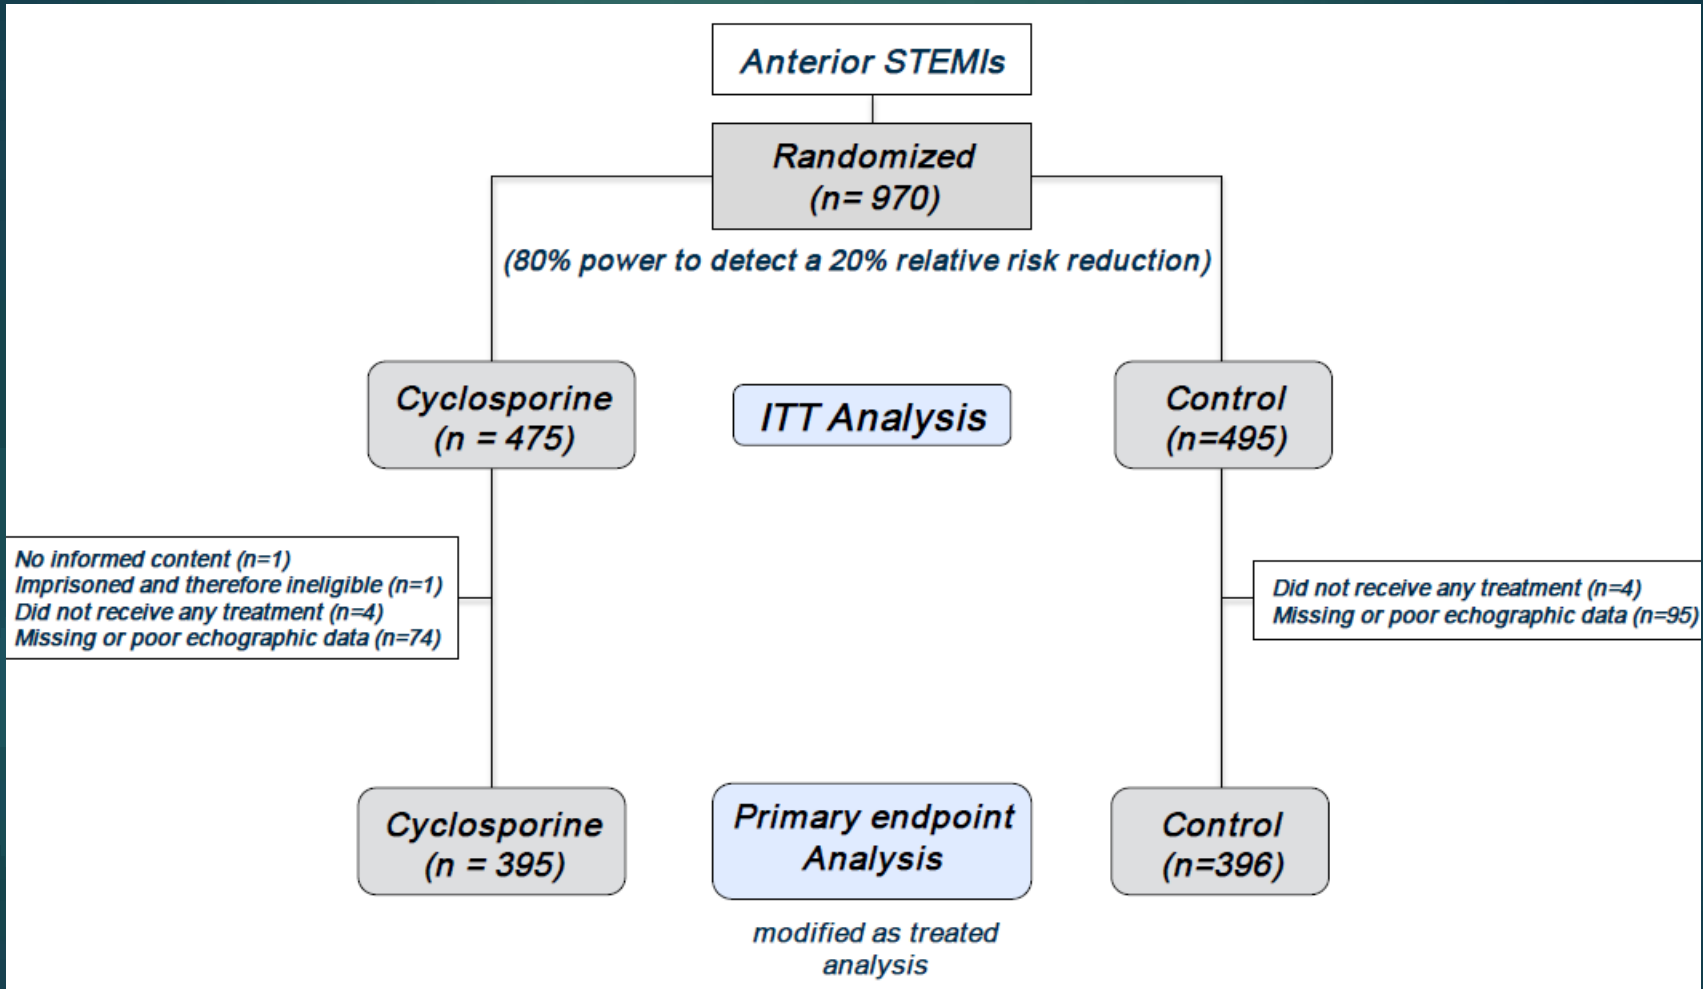 Anterior STEMIs
Randomized
(n= 970)
(80% power to detect a 20% relative risk reduction)
Cyclosporine
(n = 475)
ITT Analysis
Control
(n=495)
No informed content (n=1)
Imprisoned and therefore ineligible (n=1)
Did not receive any treatment (n=4)
Missing or poor echographic data (n=74)
Did not receive any treatment (n=4)
Missing or poor echographic data (n=95)
Cyclosporine
(n = 395)
Primary endpoint
Analysis
Control
(n=396)
modified as treated
analysis